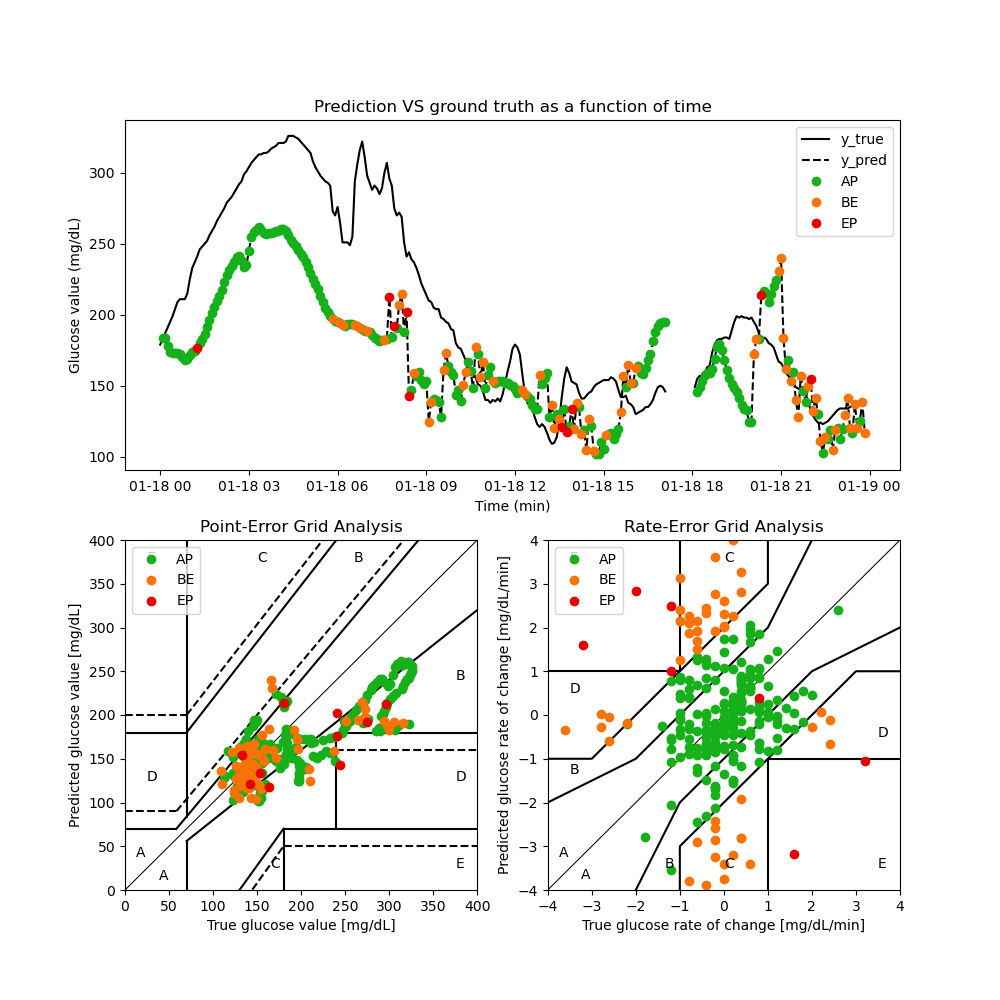 Prediction VS ground truth as a function of time
Glucose value (mg/dL)
300
250
200
150
100
y_true
y_pred
AP
BE
EP
01-18 00 01-18 03 01-18 06 01-18 09 01-18 12 01-18 15 01-18 18 01-18 21 01-19 00
Time (min)
Point-Error Grid Analysis
Predicted glucose value [mg/dL]
400
350
300
250
200
150
100
50
0
AP
BE
EP
C B
B
D D
A
A C E
0 50 100 150 200 250 300 350 400
True glucose value [mg/dL]
Rate-Error Grid Analysis
Predicted glucose rate of change [mg/dL/min]
4
3
2
1
0
−1
−2
−3
−4
AP
BE
EP
C
D
D
B
A
A B C E
−4 −3 −2 −1 0 1 2 3 4
True glucose rate of change [mg/dL/min]